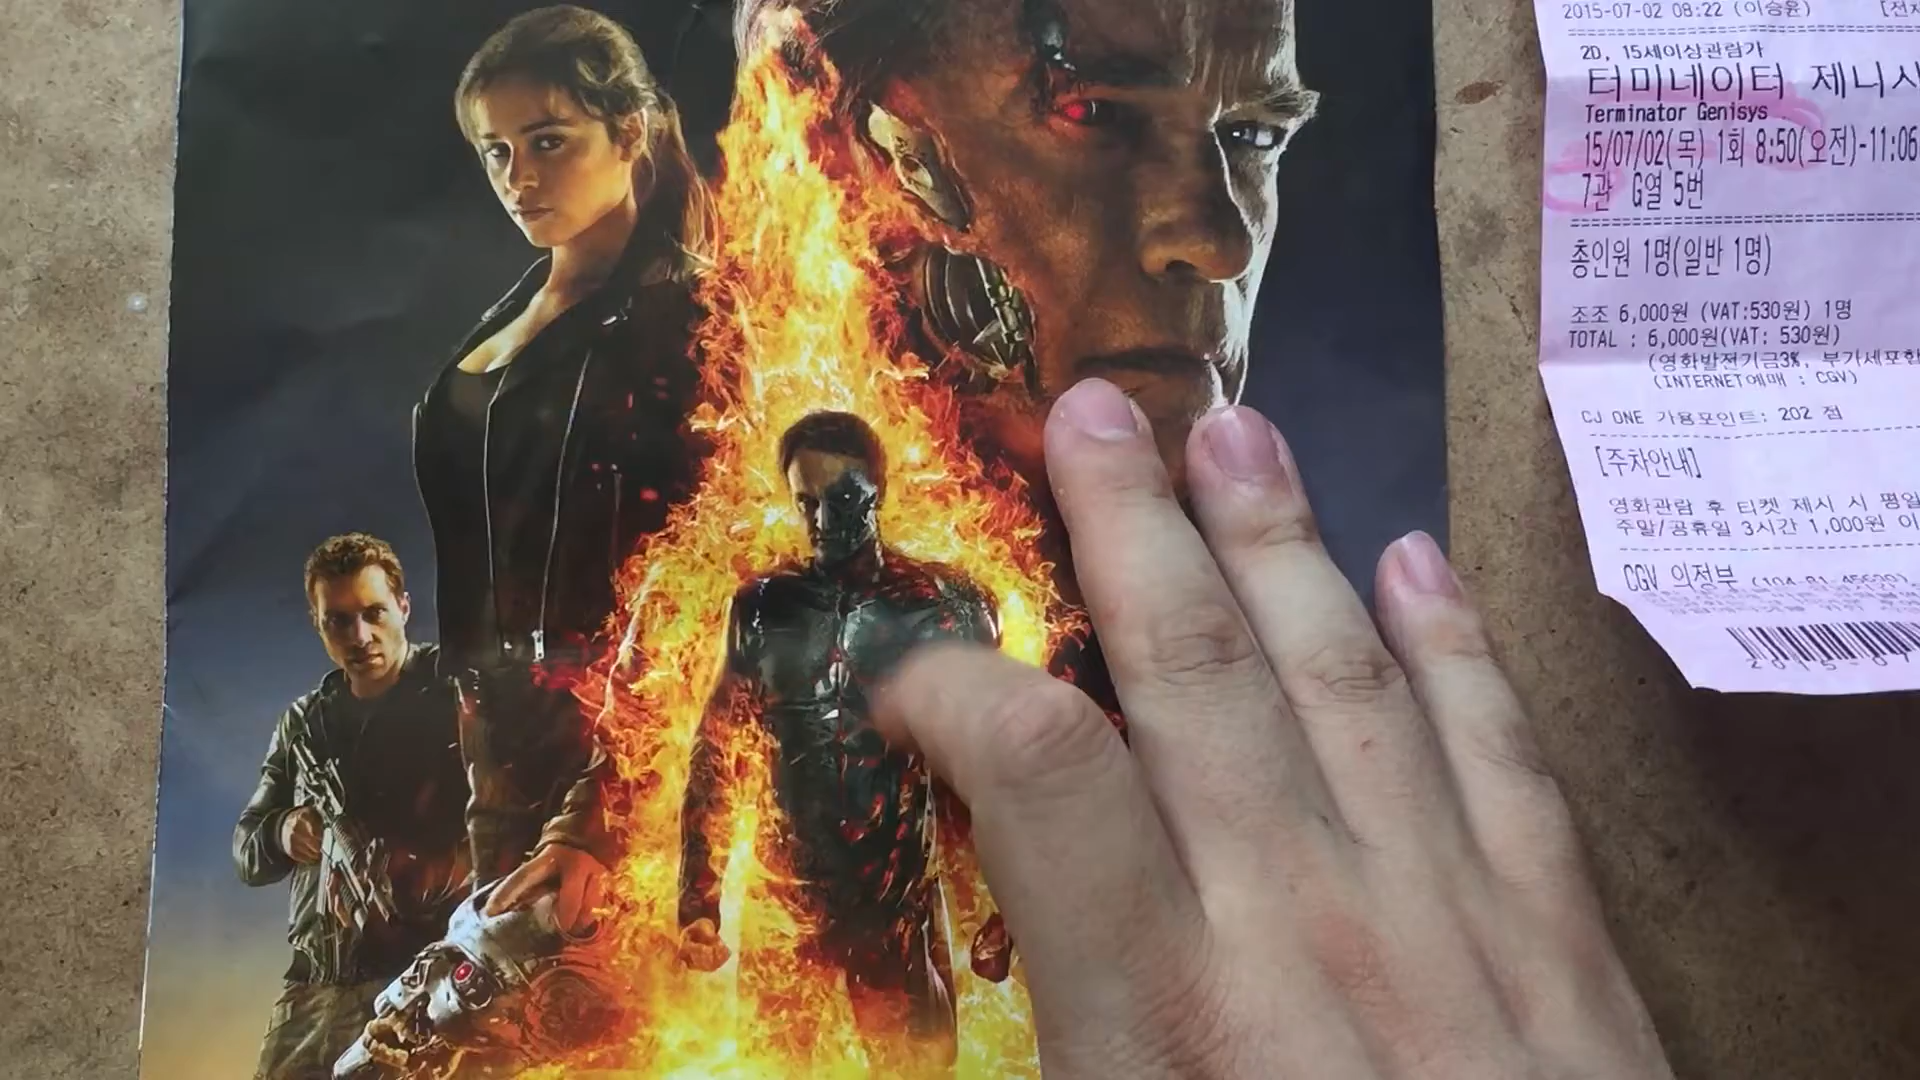 2015-07-02 08:22 (이승윤)
2D, 15세이상관람가
터미네이터 제니시
Terminator Genisys
15/07/02(목) 1회 8:50(오전)-11:06
7관 G열 5번
총인원 1명(일반 1명)
조조 6,000원 (VAT:530원) 1명
TOTAL : 6,000원(VAT: 530원)
(영화발전기금3%, 부가세포함
(INTERNET예매 : CGV)
CJ ONE 가용포인트: 202 점
[주차안내]
영화관람 후 티켓 제시 시 평일
주말/공휴일 3시간 1,000원 이
CGV 의정부